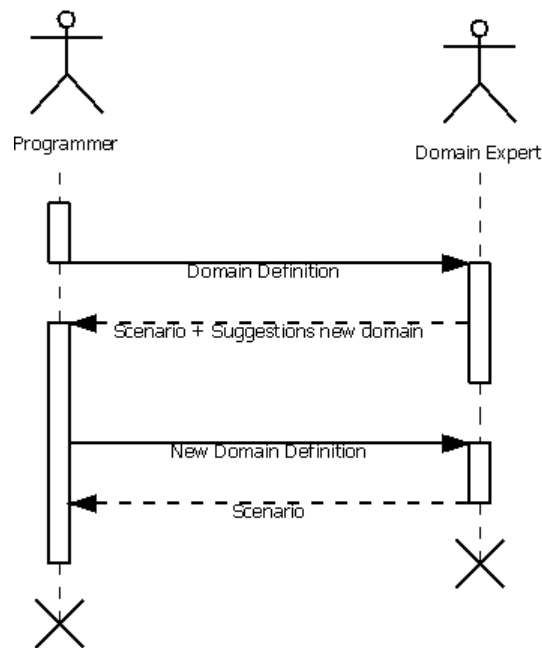 Programmer
Domain Expert
Domain Definition
Scenario + Suggestions new domain
New Domain Definition
Scenario